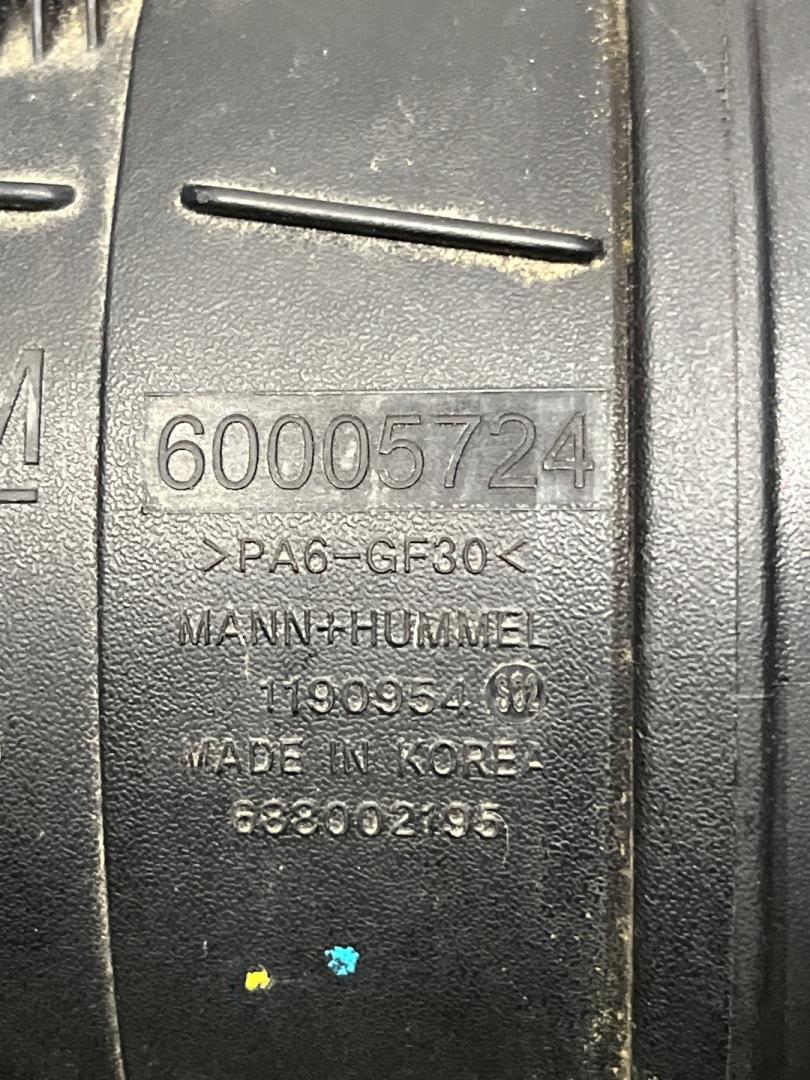 60005724
>PA6-GF30<
MANN+HUMMEL
1190954
MADE IN KOREA
688002195